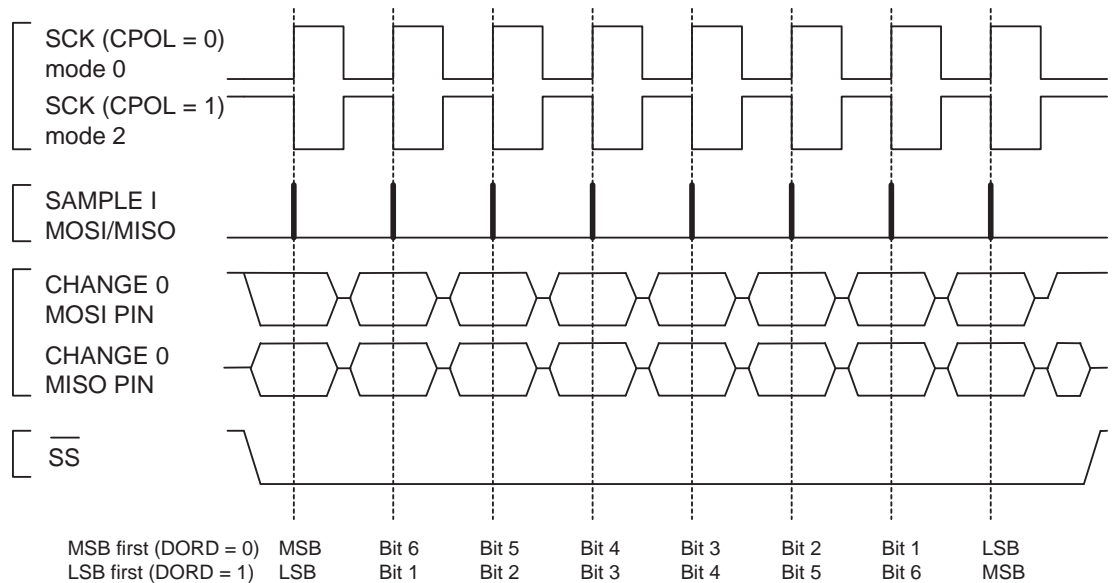 SCK (CPOL = 0)
mode 0
SCK (CPOL = 1)
mode 2
SAMPLE I
MOSI/MISO
CHANGE 0
MOSI PIN
CHANGE 0
MISO PIN
SS
MSB first (DORD = 0) MSB Bit 6 Bit 5 Bit 4 Bit 3 Bit 2 Bit 1 LSB
LSB first (DORD = 1) LSB Bit 1 Bit 2 Bit 3 Bit 4 Bit 5 Bit 6 MSB